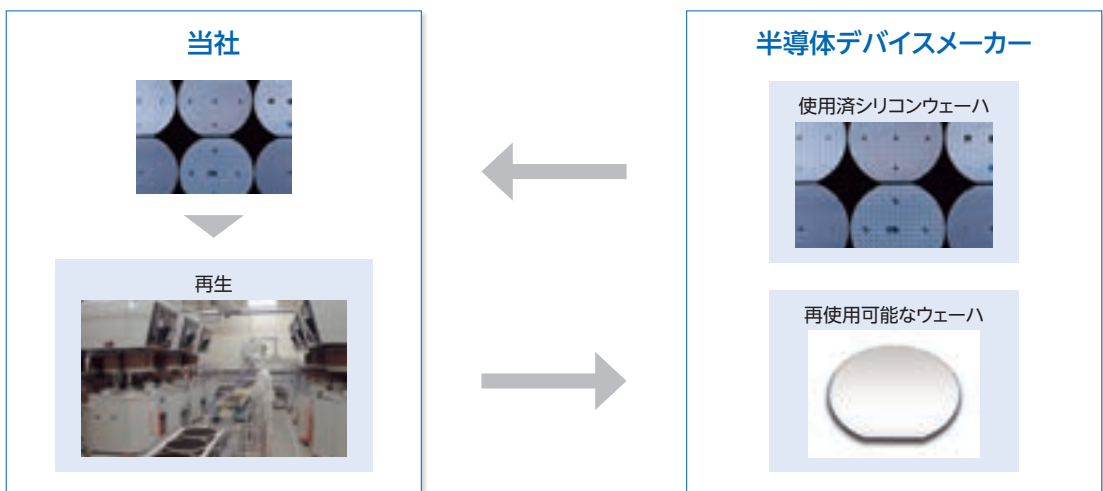 当社
再生
半導体デバイスメーカー
使用済シリコンウェーハ
再使用可能なウェーハ